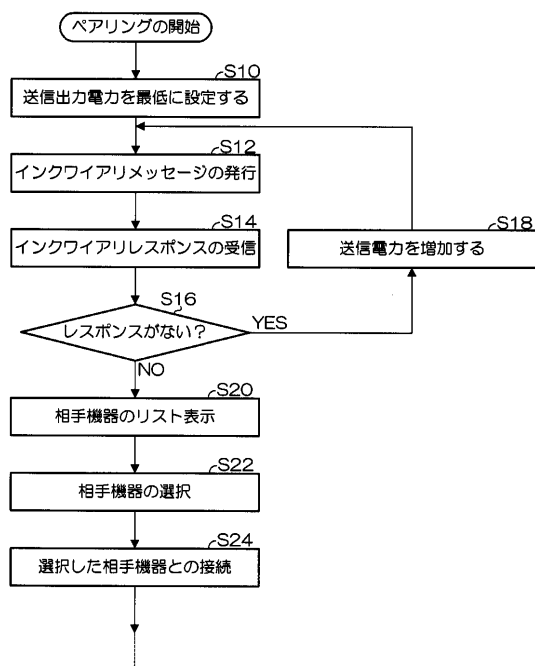 ペアリングの開始
S10
送信出力電力を最低に設定する
S12
インクワイアリメッセージの発行
S14
インクワイアリレスポンスの受信
S18
送信電力を増加する
S16
レスポンスがない?
YES
NO
S20
相手機器のリスト表示
S22
相手機器の選択
S24
選択した相手機器との接続